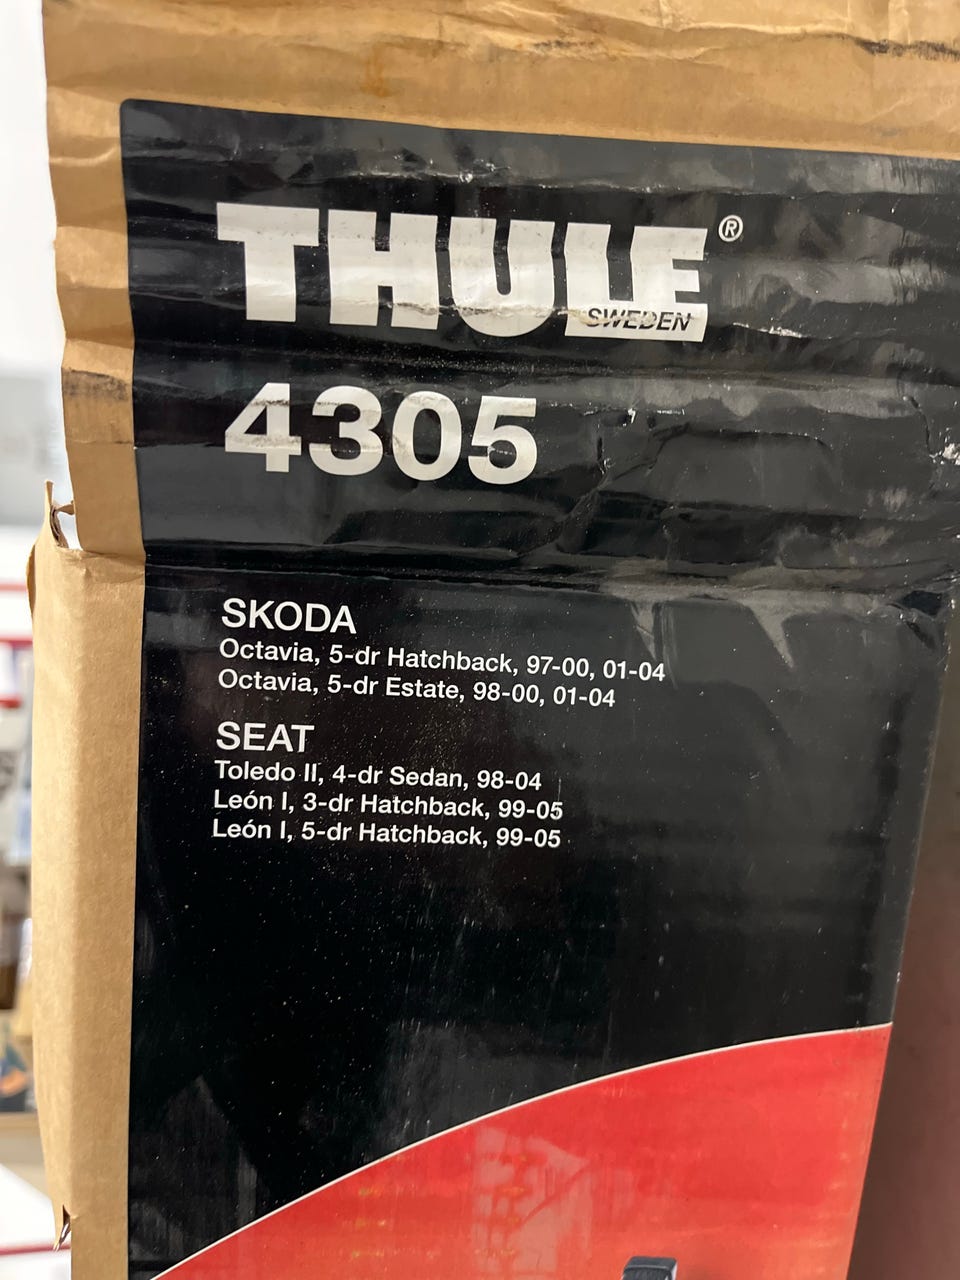 THULE®
SWEDEN
4305
SKODA
Octavia, 5-dr Hatchback, 97-00, 01-04
Octavia, 5-dr Estate, 98-00, 01-04
SEAT
Toledo II, 4-dr Sedan, 98-04
León I, 3-dr Hatchback, 99-05
León I, 5-dr Hatchback, 99-05